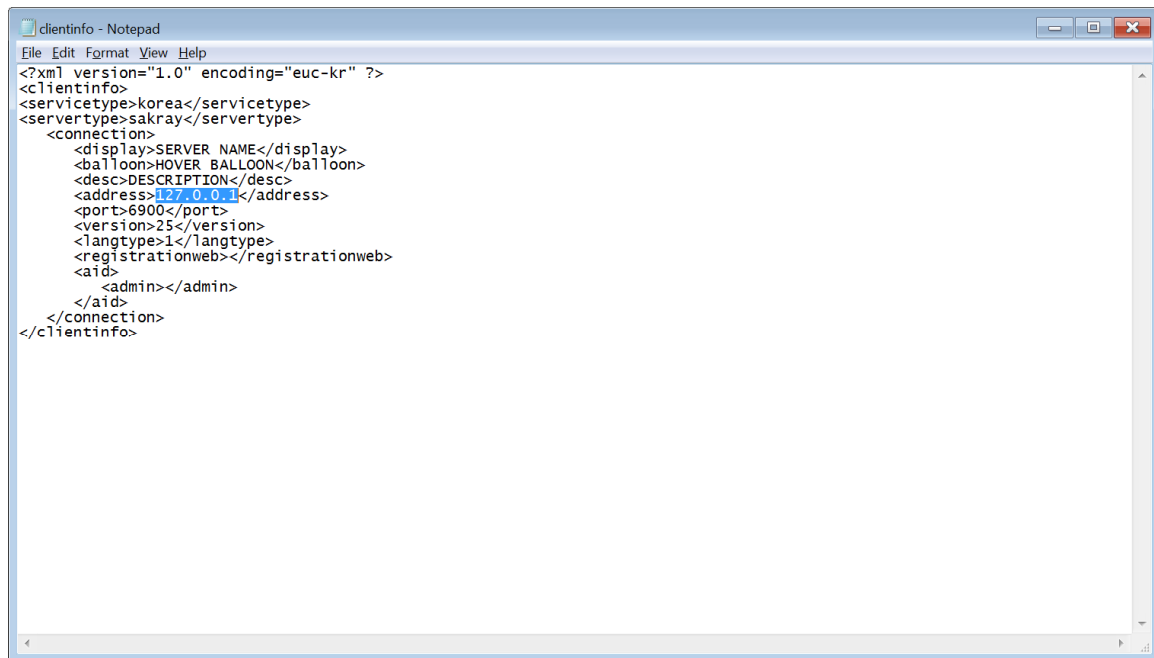 clientinfo - Notepad
File Edit Format View Help
<?xml version="1.0" encoding="euc-kr" ?>
<clientinfo>
<servicetype>korea</servicetype>
<servertype>sakray</servertype>
   <connection>
      <display>SERVER NAME</display>
      <balloon>HOVER BALLOON</balloon>
      <desc>DESCRIPTION</desc>
      <address>127.0.0.1</address>
      <port>6900</port>
      <version>25</version>
      <langtype>1</langtype>
      <registrationweb></registrationweb>
      <aid>
         <admin></admin>
      </aid>
   </connection>
</clientinfo>